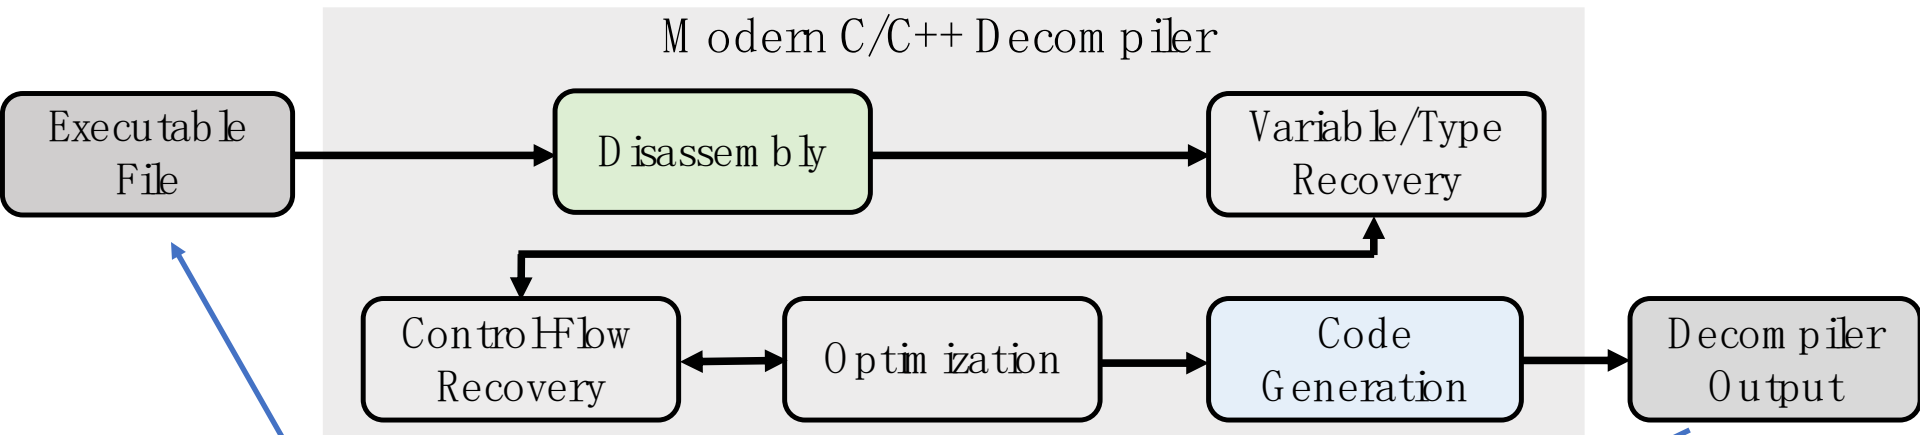 Modern C/C++ Decompiler
Executable
File
Disassembly
Variable/Type
Recovery
Control-Flow
Recovery
Optimization
Code
Generation
Decompiler
Output